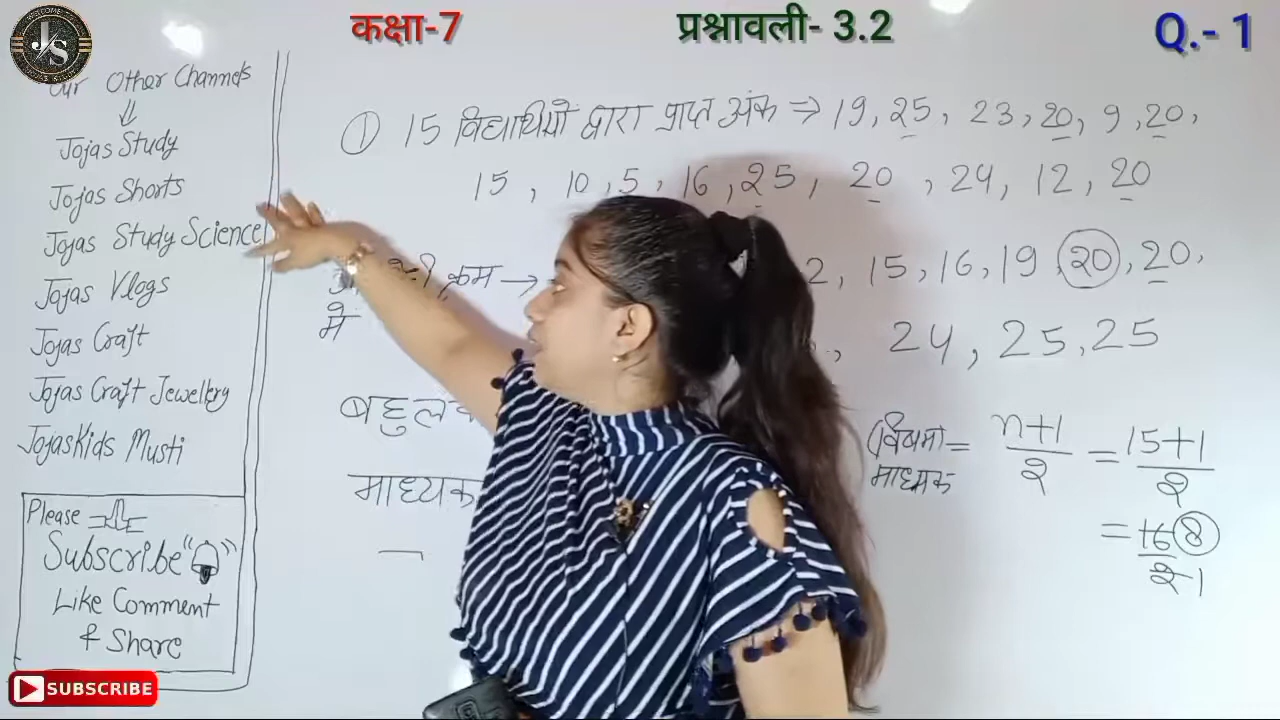 WELCOME
J/S
कक्षा-7
प्रश्नावली- 3.2
Q.- 1
Our Other Channels
⇓
Jojas Study
Jojas Shorts
Jojas Study Science
Jojas Vlogs
Jojas Craft
Jojas Craft Jewellery
JojasKids Musti
Please
Subscribe
Like Comment
& Share
SUBSCRIBE
① 15 विद्यार्थियों द्वारा प्राप्त अंक ⇒ 19, 25, 23, 20, 9, 20,
15, 10, 5, 16, 25, 20, 24, 12, 20
क्रम → 2, 15, 16, 19, 20, 20,
में
, 24, 25, 25
बहुल
माध्यक
(विषम) माध्यक = n+1/2 = 15+1/2
= 16/2 8
1